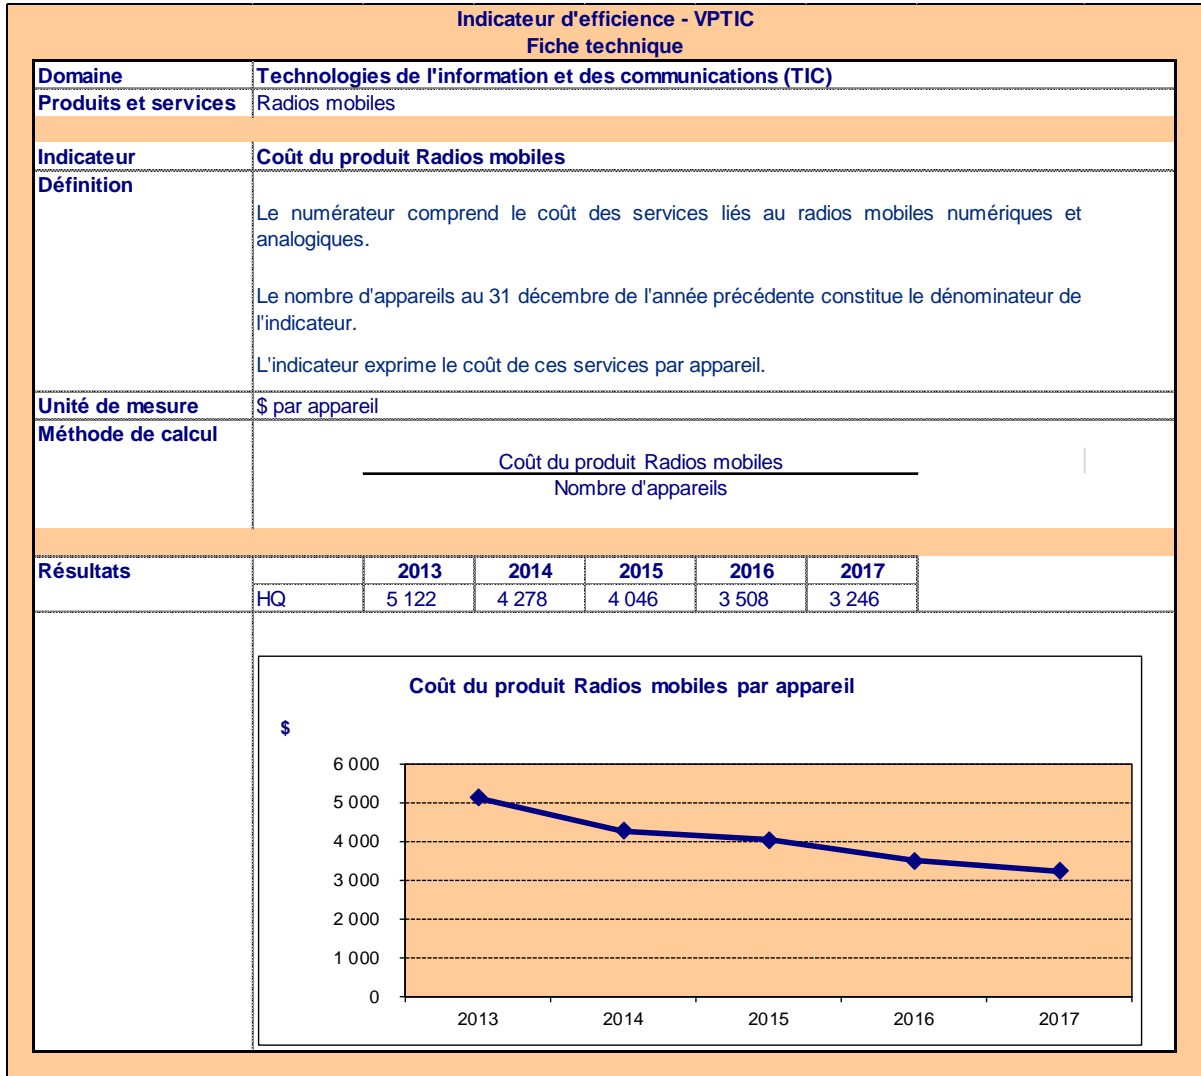 Indicateur d'efficience - VPTIC
Fiche technique
Domaine Technologies de l'information et des communications (TIC)
Produits et services Radios mobiles
Indicateur Coût du produit Radios mobiles
Définition
Le numérateur comprend le coût des services liés au radios mobiles numériques et
analogiques.
Le nombre d'appareils au 31 décembre de l'année précédente constitue le dénominateur de
l'indicateur.
L'indicateur exprime le coût de ces services par appareil.
Unité de mesure $ par appareil
Méthode de calcul
Coût du produit Radios mobiles
Nombre d'appareils
Résultats 2013 2014 2015 2016 2017
HQ 5 122 4 278 4 046 3 508 3 246
Coût du produit Radios mobiles par appareil
$
6 000
5 000
4 000
3 000
2 000
1 000
0
2013 2014 2015 2016 2017